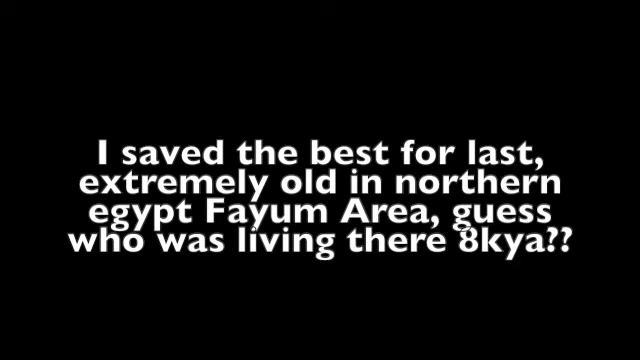 I saved the best for last,
extremely old in northern
egypt Fayum Area, guess
who was living there 8kya??